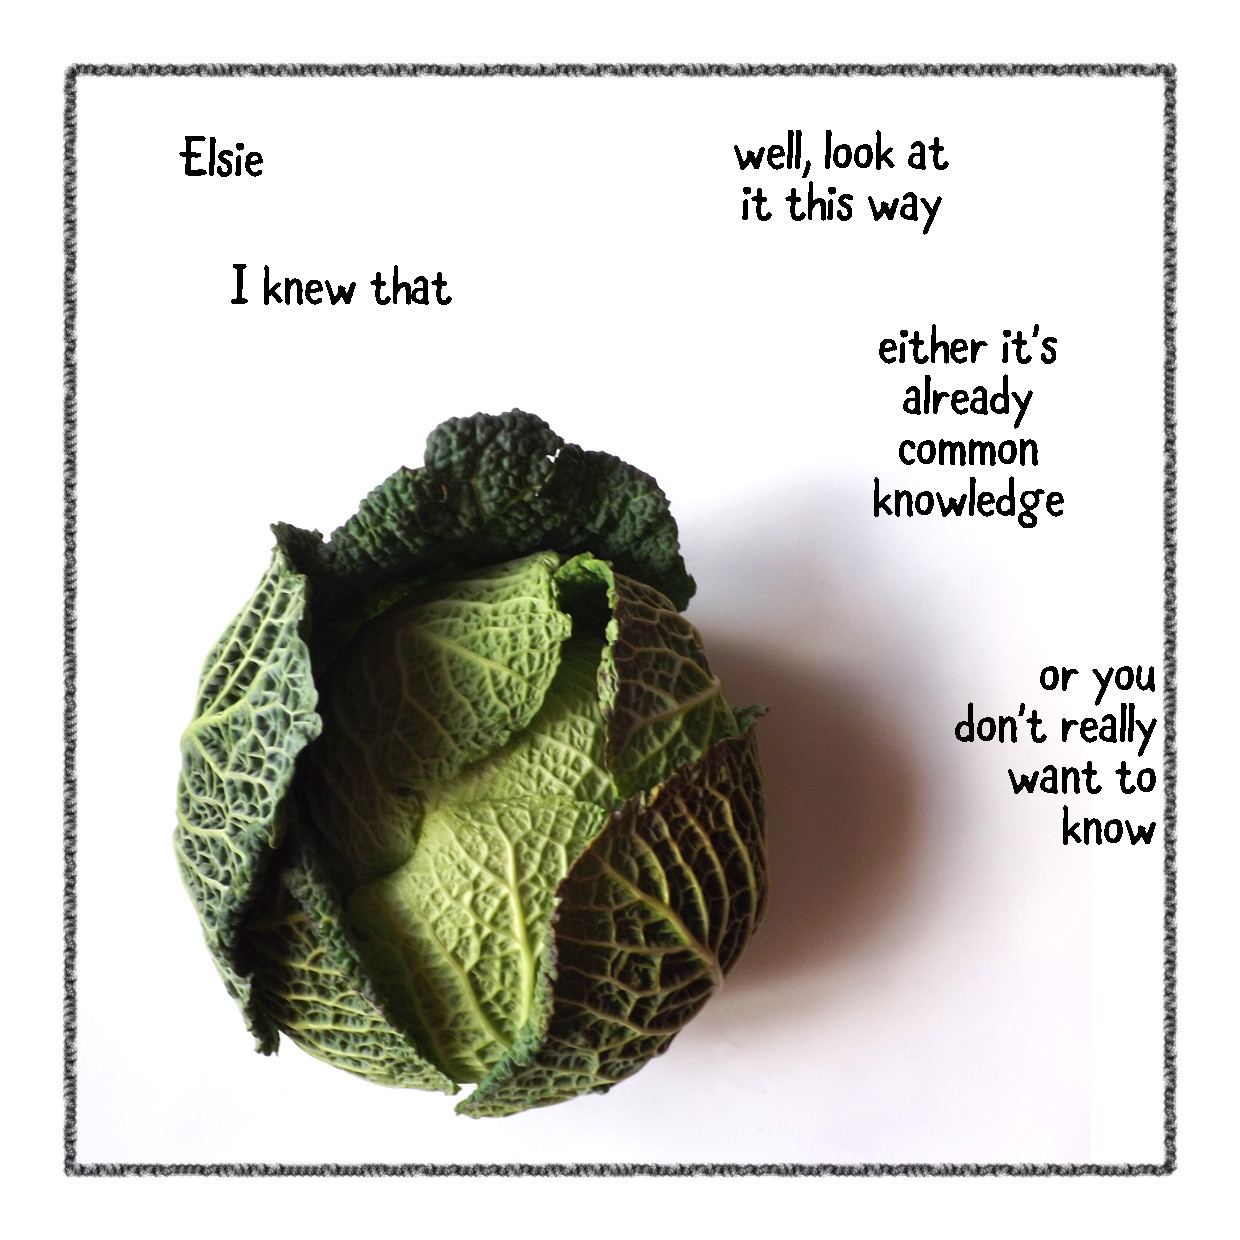 Elsie
I knew that
well, look at
it this way
either it's
already
common
knowledge
or you
don't really
want to
know